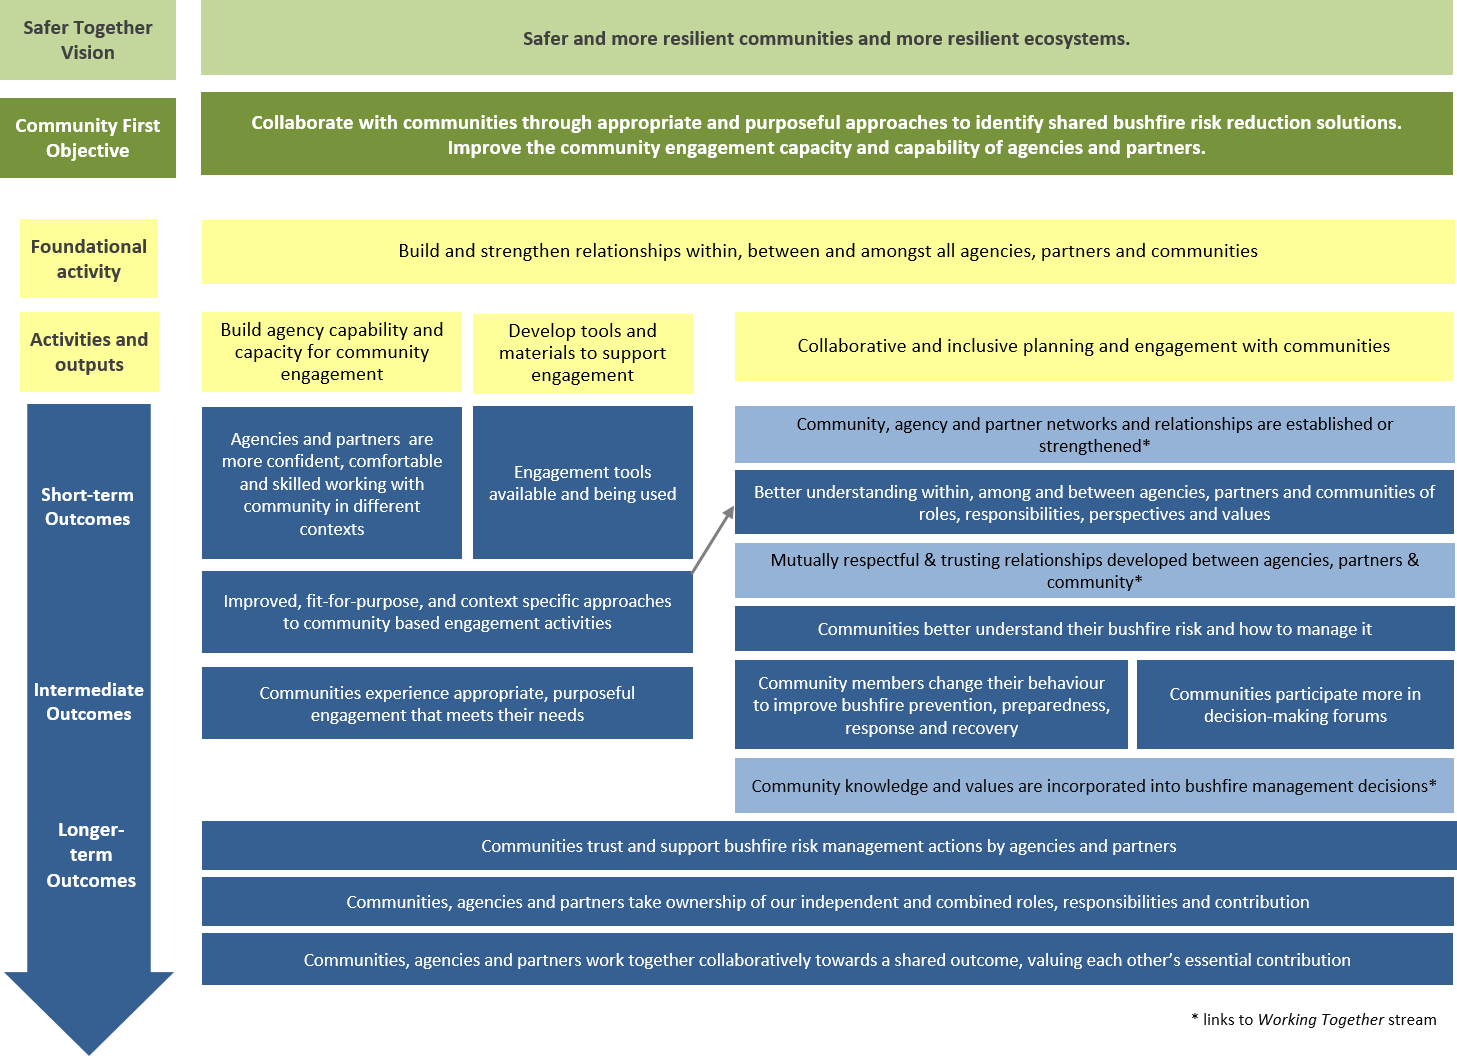 Safer Together
Vision
Safer and more resilient communities and more resilient ecosystems.
Community First
Objective
Collaborate with communities through appropriate and purposeful approaches to identify shared bushfire risk reduction solutions.
Improve the community engagement capacity and capability of agencies and partners.
Foundational
activity
Build and strengthen relationships within, between and amongst all agencies, partners and communities
Activities and
outputs
Build agency capability and
capacity for community
engagement
Develop tools and
materials to support
engagement
Collaborative and inclusive planning and engagement with communities
Short-term
Outcomes
Agencies and partners  are
more confident, comfortable
and skilled working with
community in different
contexts
Engagement tools
available and being used
Improved, fit-for-purpose, and context specific approaches
to community based engagement activities
Community, agency and partner networks and relationships are established or
strengthened*
Better understanding within, among and between agencies, partners and communities of
roles, responsibilities, perspectives and values
Mutually respectful & trusting relationships developed between agencies, partners &
community*
Communities better understand their bushfire risk and how to manage it
Intermediate
Outcomes
Communities experience appropriate, purposeful
engagement that meets their needs
Community members change their behaviour
to improve bushfire prevention, preparedness,
response and recovery
Communities participate more in
decision-making forums
Community knowledge and values are incorporated into bushfire management decisions*
Longer-
term
Outcomes
Communities trust and support bushfire risk management actions by agencies and partners
Communities, agencies and partners take ownership of our independent and combined roles, responsibilities and contribution
Communities, agencies and partners work together collaboratively towards a shared outcome, valuing each other’s essential contribution
* links to Working Together stream